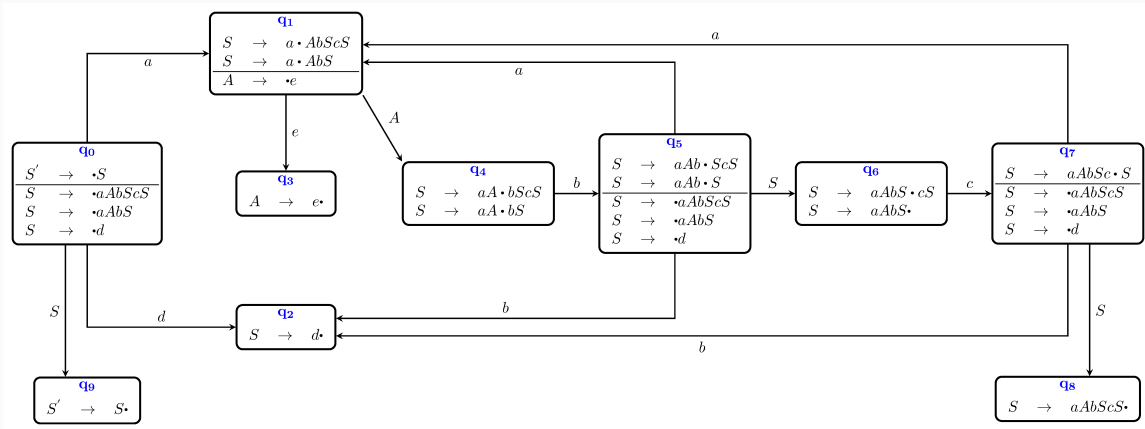 q1
S → a•AbScS
S → a•AbS
A → •e
a
a
a
e
A
q0
S' → •S
S → •aAbScS
S → •aAbS
S → •d
q3
A → e•
q4
S → aA•bScS
S → aA•bS
b
q5
S → aAb•ScS
S → aAb•S
S → •aAbScS
S → •aAbS
S → •d
S
q6
S → aAbS•cS
S → aAbS•
c
q7
S → aAbSc•S
S → •aAbScS
S → •aAbS
S → •d
S
d
q2
S → d•
b
b
S
q9
S' → S•
q8
S → aAbScS•